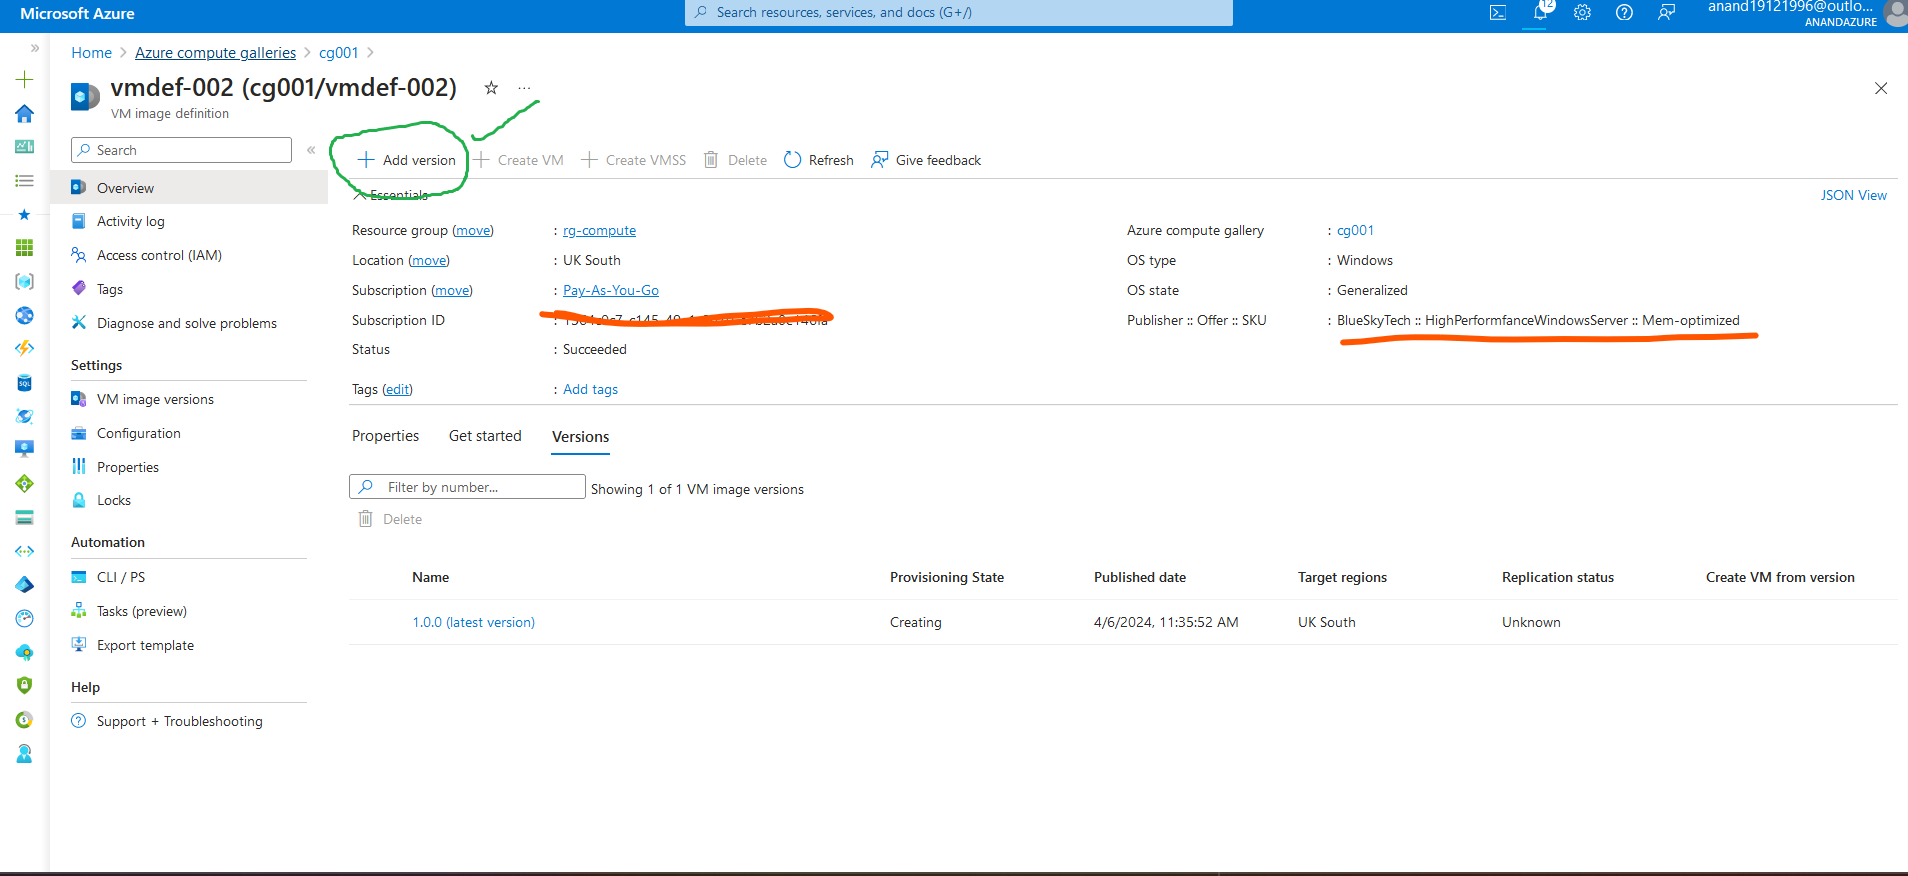 Microsoft Azure
Search resources, services, and docs (G+/)
12
anand19121996@outlo...
ANANDAZURE
Home > Azure compute galleries > cg001 >
vmdef-002 (cg001/vmdef-002)
VM image definition
Search
Add version
Create VM
Create VMSS
Delete
Refresh
Give feedback
Overview
Activity log
Access control (IAM)
Tags
Diagnose and solve problems
Settings
VM image versions
Configuration
Properties
Locks
Automation
CLI / PS
Tasks (preview)
Export template
Help
Support + Troubleshooting
Essentials
JSON View
Resource group (move) : rg-compute
Location (move) : UK South
Subscription (move) : Pay-As-You-Go
Subscription ID :
Status : Succeeded
Tags (edit) : Add tags
Azure compute gallery : cg001
OS type : Windows
OS state : Generalized
Publisher :: Offer :: SKU : BlueSkyTech :: HighPerformfanceWindowsServer :: Mem-optimized
Properties
Get started
Versions
Filter by number...
Showing 1 of 1 VM image versions
Delete
Name Provisioning State Published date Target regions Replication status Create VM from version
1.0.0 (latest version) Creating 4/6/2024, 11:35:52 AM UK South Unknown
SQL